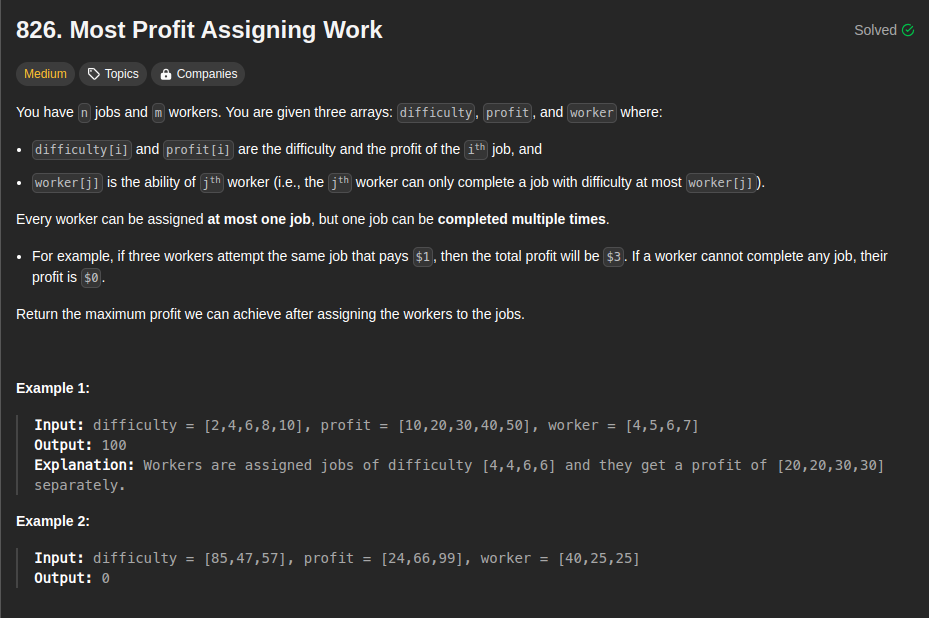 826. Most Profit Assigning Work
Solved
Medium Topics Companies
You have n jobs and m workers. You are given three arrays: difficulty, profit, and worker where:
• difficulty[i] and profit[i] are the difficulty and the profit of the ith job, and
• worker[j] is the ability of jth worker (i.e., the jth worker can only complete a job with difficulty at most worker[j]).
Every worker can be assigned at most one job, but one job can be completed multiple times.
• For example, if three workers attempt the same job that pays $1, then the total profit will be $3. If a worker cannot complete any job, their
profit is $0.
Return the maximum profit we can achieve after assigning the workers to the jobs.
Example 1:
Input: difficulty = [2,4,6,8,10], profit = [10,20,30,40,50], worker = [4,5,6,7]
Output: 100
Explanation: Workers are assigned jobs of difficulty [4,4,6,6] and they get a profit of [20,20,30,30]
separately.
Example 2:
Input: difficulty = [85,47,57], profit = [24,66,99], worker = [40,25,25]
Output: 0